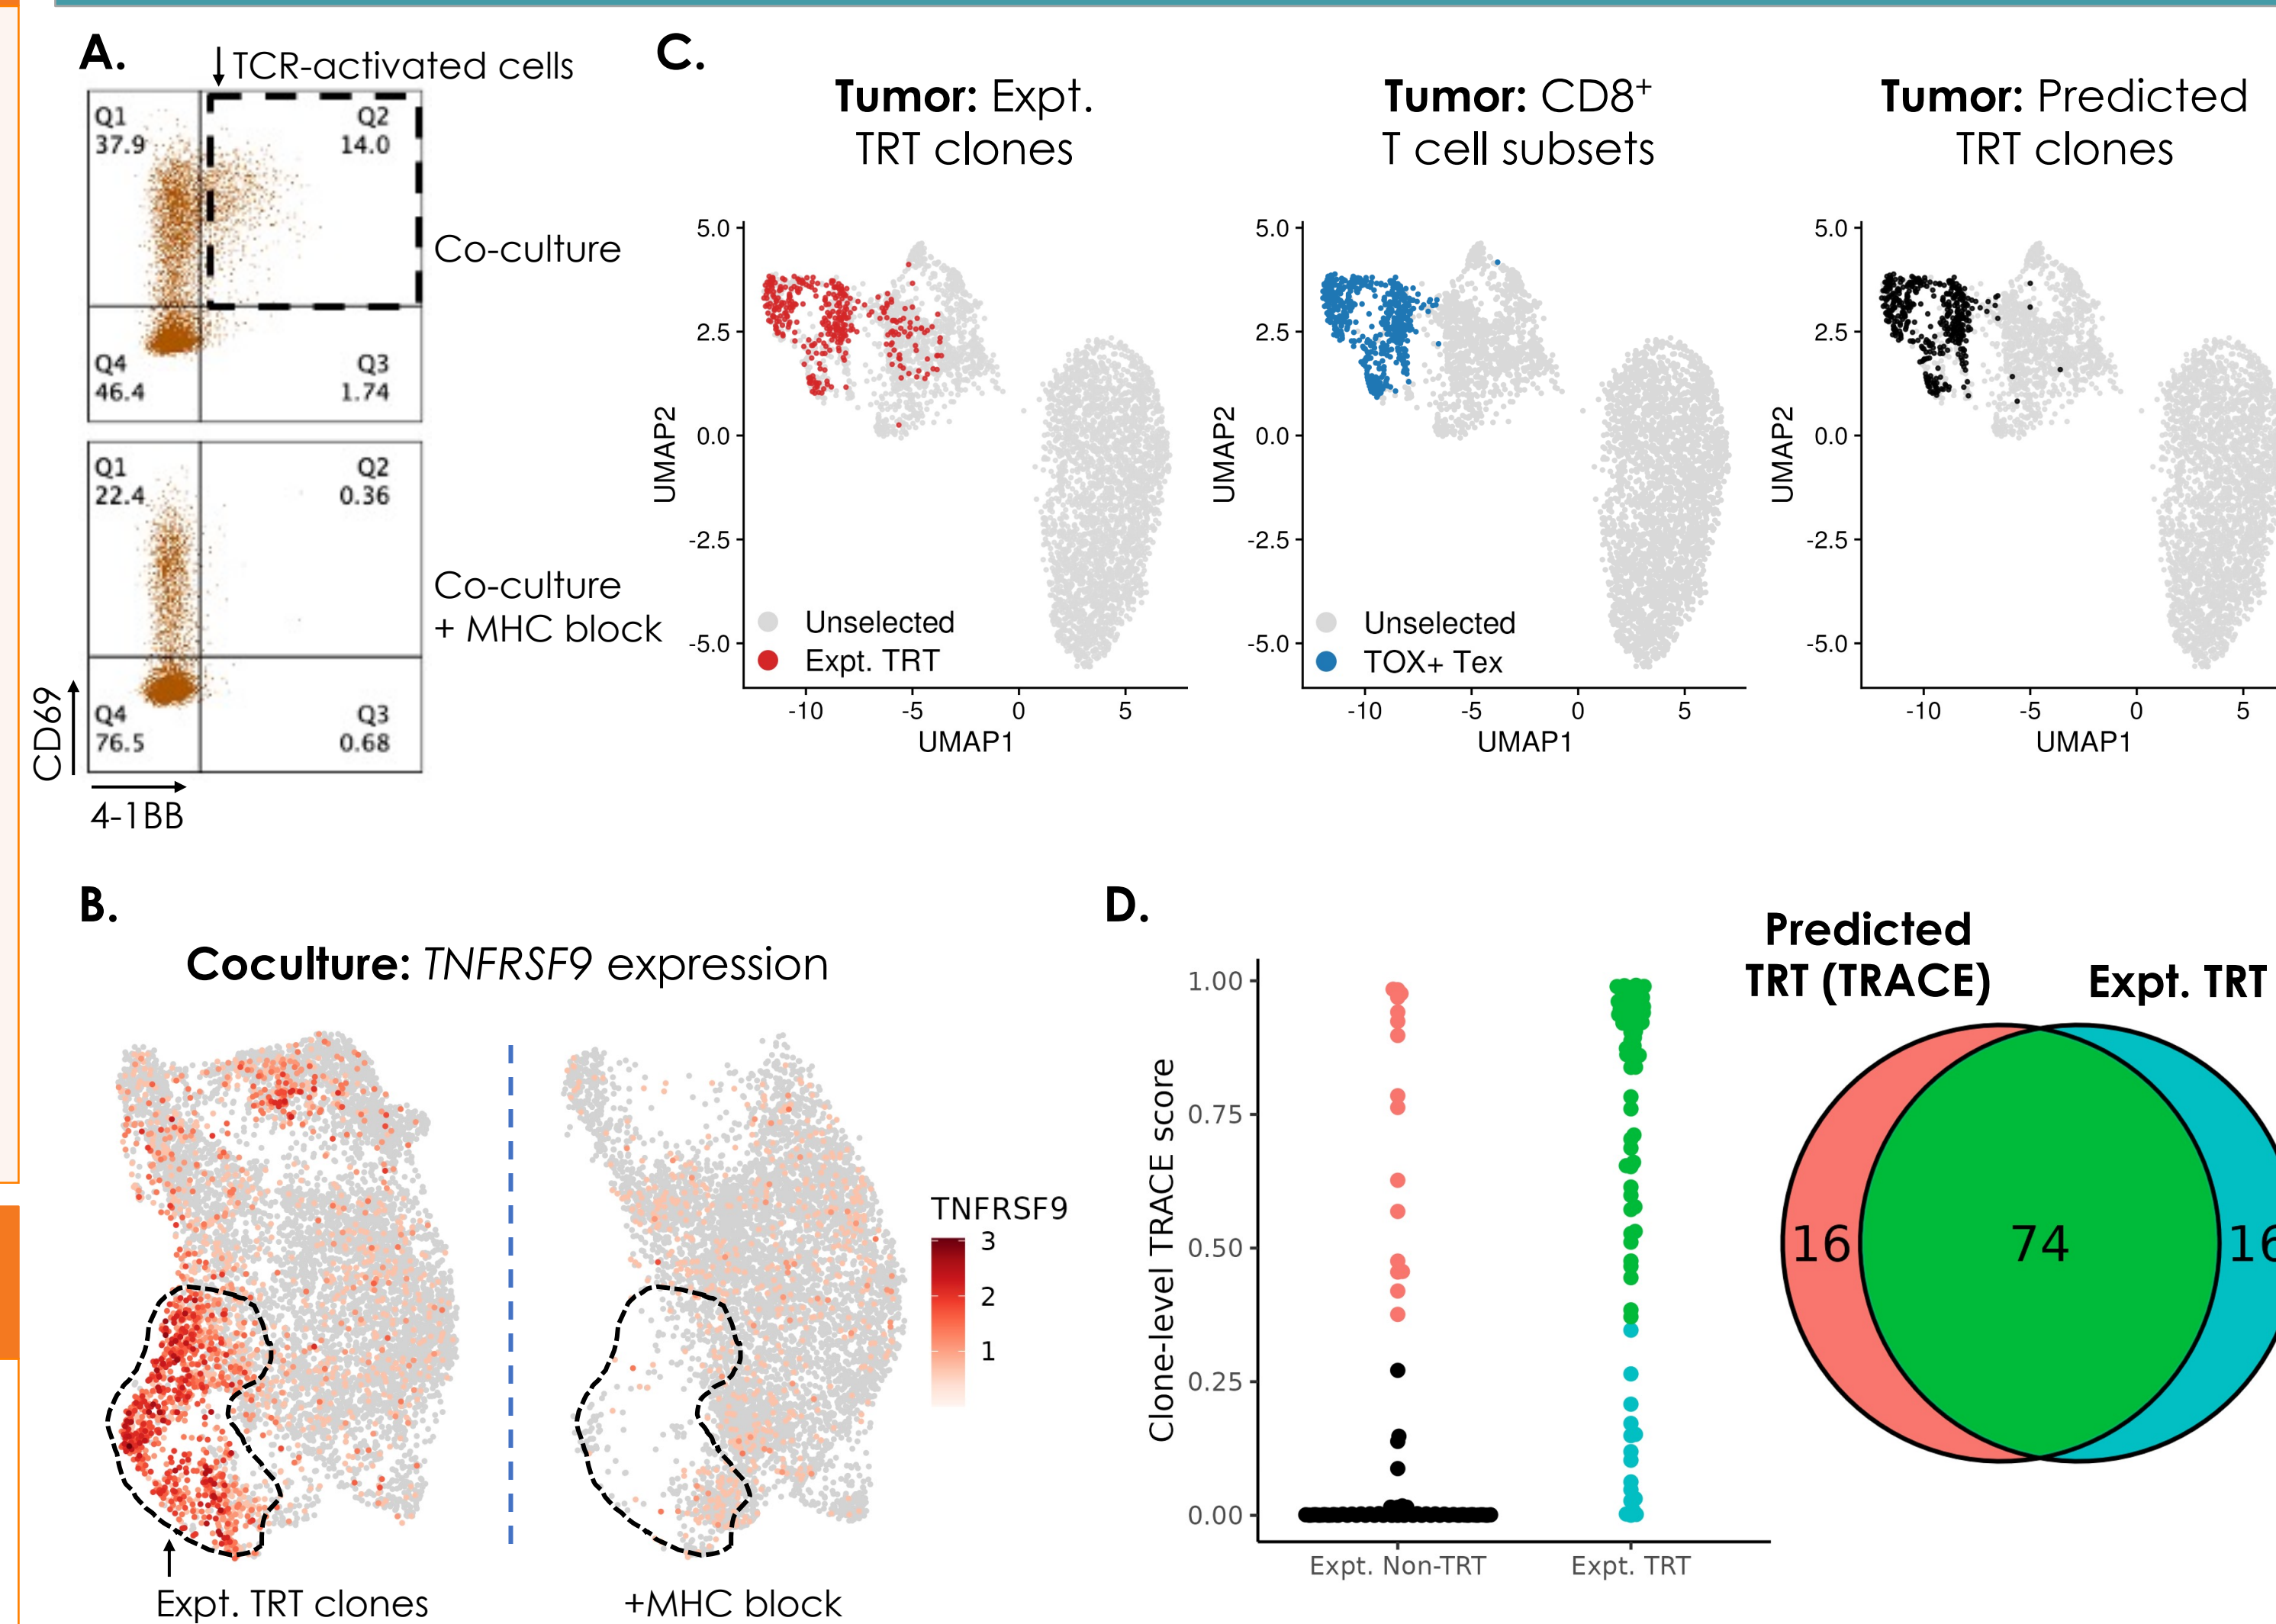 A.
↓TCR-activated cells
Q1
37.9
Q2
14.0
Q4
46.4
Q3
1.74
Co-culture
Q1
22.4
Q2
0.36
Q4
76.5
Q3
0.68
Co-culture
+ MHC block
CD69
4-1BB
C.
Tumor: Expt.
TRT clones
5.0
2.5
0.0
-2.5
-5.0
UMAP2
Unselected
Expt. TRT
-10
-5
0
5
UMAP1
Tumor: CD8+
T cell subsets
5.0
2.5
0.0
-2.5
-5.0
UMAP2
Unselected
TOX+ Tex
-10
-5
0
5
UMAP1
Tumor: Predicted
TRT clones
5.0
2.5
0.0
-2.5
-5.0
UMAP2
-10
-5
0
5
UMAP1
B.
Coculture: TNFRSF9 expression
TNFRSF9
3
2
1
Expt. TRT clones
+MHC block
D.
Clone-level TRACE score
1.00
0.75
0.50
0.25
0.00
Expt. Non-TRT
Expt. TRT
Predicted
TRT (TRACE)
Expt. TRT
16
74
16